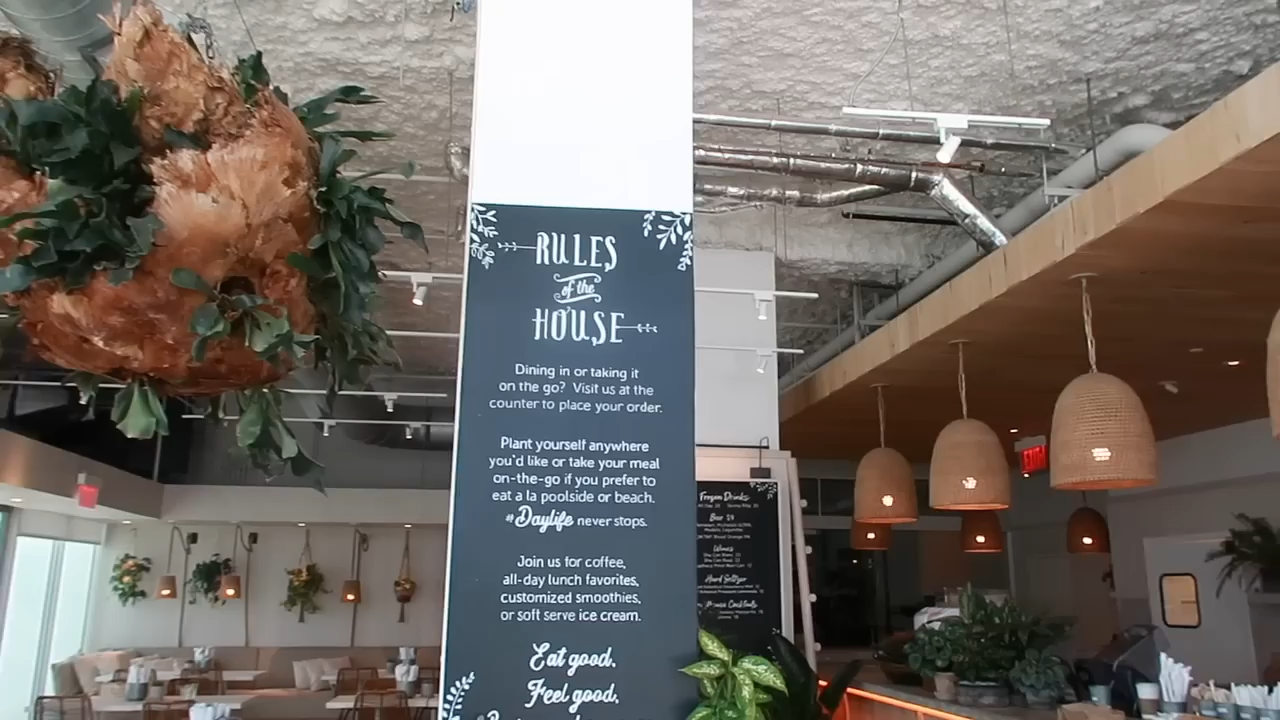 RULES
of the
HOUSE
Dining in or taking it
on the go? Visit us at the
counter to place your order.
Plant yourself anywhere
you'd like or take your meal
on-the-go if you prefer to
eat a la poolside or beach.
#Daylife never stops.
Join us for coffee,
all-day lunch favorites,
customized smoothies,
or soft serve ice cream.
Eat good,
Feel good,
Frozen Drinks
Beer $9
Wines
Hard Seltzer
House Cocktails
EXIT